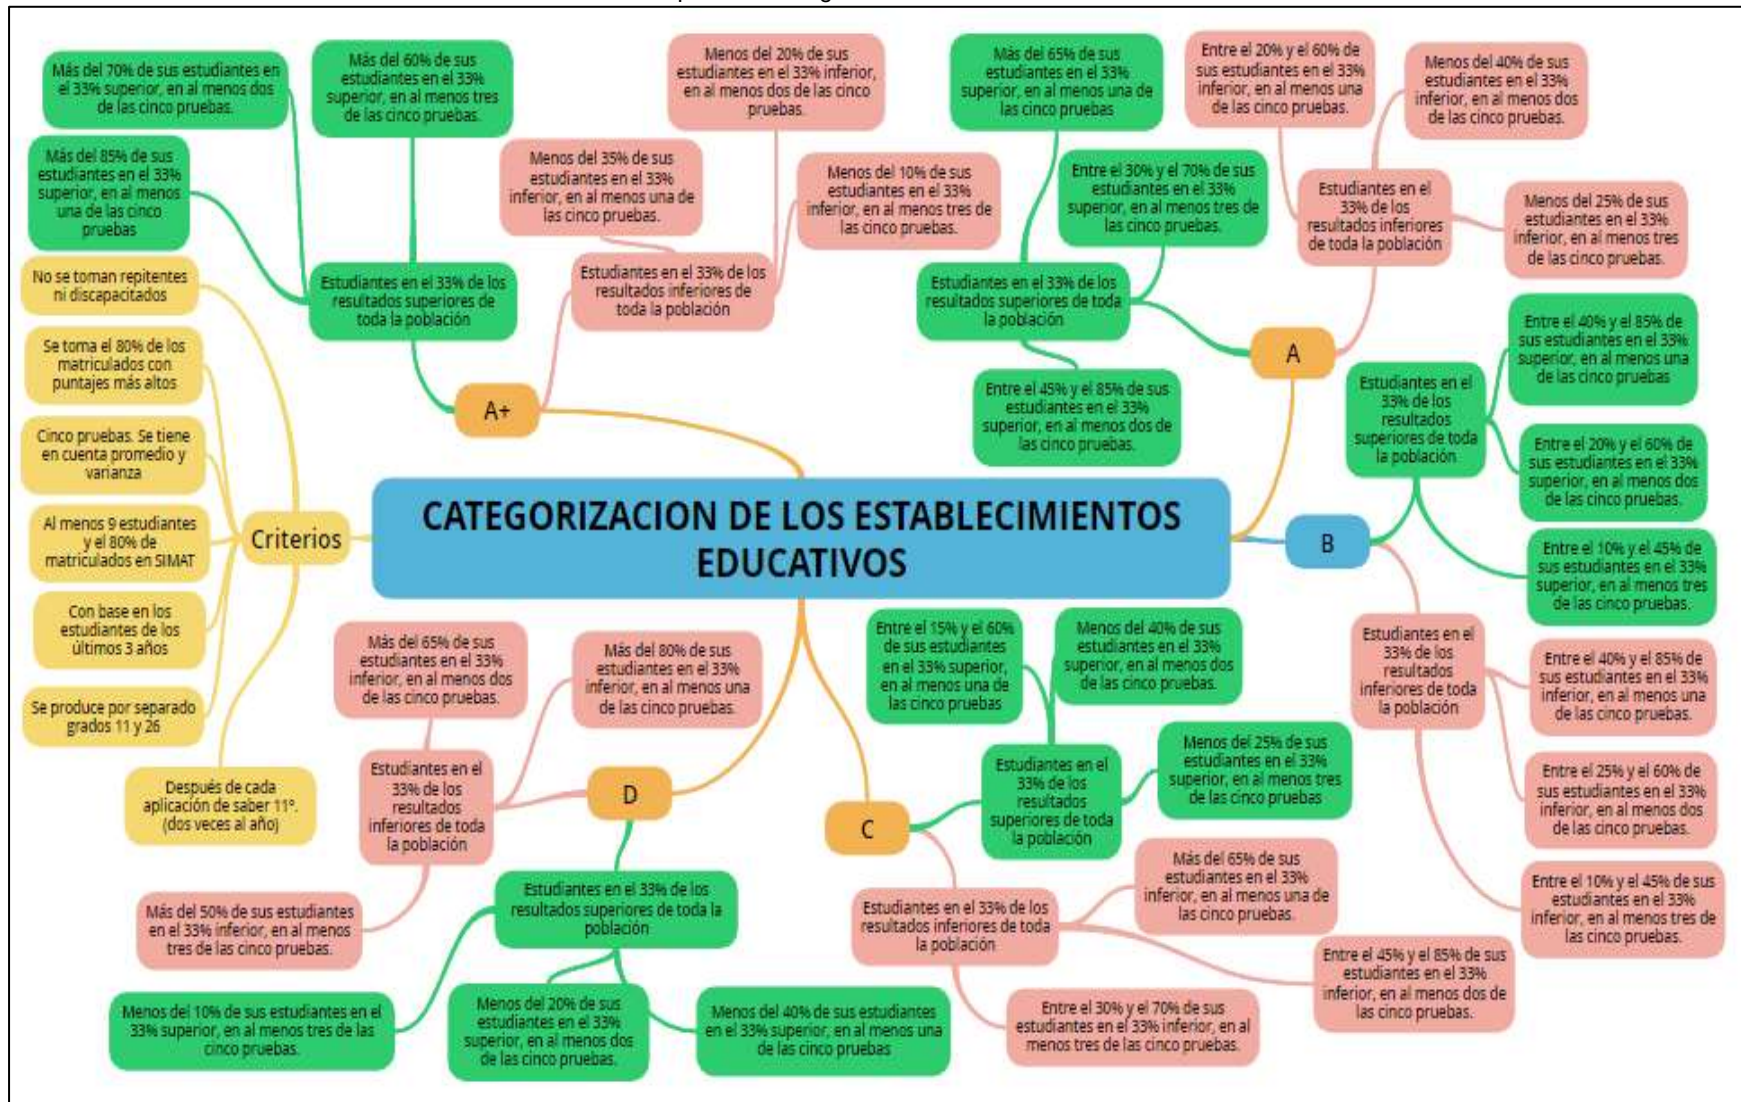 Más del 70% de sus estudiantes en
el 33% superior, en al menos dos
de las cinco pruebas.
Más del 60% de sus
estudiantes en el 33%
superior, en al menos tres
de las cinco pruebas.
Menos del 20% de sus
estudiantes en el 33% inferior,
en al menos dos de las cinco
pruebas.
Más del 85% de sus
estudiantes en el 33%
superior, en al menos
una de las cinco
pruebas
Menos del 35% de sus
estudiantes en el 33%
inferior, en al menos una de
las cinco pruebas.
Menos del 10% de sus
estudiantes en el 33%
inferior, en al menos tres de
las cinco pruebas.
Estudiantes en el 33% de los
resultados superiores de
toda la población
Estudiantes en el 33% de los
resultados inferiores de
toda la población
A+
Más del 65% de sus
estudiantes en el 33%
superior, en al menos una de
las cinco pruebas
Entre el 20% y el 60% de
sus estudiantes en el 33%
inferior, en al menos una
de las cinco pruebas.
Menos del 40% de sus
estudiantes en el 33%
inferior, en al menos dos
de las cinco pruebas.
Entre el 30% y el 70% de sus
estudiantes en el 33%
superior, en al menos tres de
las cinco pruebas.
Estudiantes en el
33% de los
resultados inferiores
de toda la población
Menos del 25% de sus
estudiantes en el 33%
inferior, en al menos tres
de las cinco pruebas.
Estudiantes en el 33% de los
resultados superiores de toda
la población
A
Entre el 45% y el 85% de sus
estudiantes en el 33%
superior, en al menos dos de
las cinco pruebas.
Entre el 40% y el 85% de
sus estudiantes en el 33%
superior, en al menos una
de las cinco pruebas
Estudiantes en el
33% de los
resultados
superiores de toda
la población
Entre el 20% y el 60% de
sus estudiantes en el 33%
superior, en al menos dos
de las cinco pruebas.
Entre el 10% y el 45% de
sus estudiantes en el 33%
superior, en al menos tres
de las cinco pruebas.
B
Estudiantes en el
33% de los
resultados
inferiores de toda
la población
Entre el 40% y el 85% de
sus estudiantes en el 33%
inferior, en al menos una
de las cinco pruebas.
Entre el 25% y el 60% de
sus estudiantes en el 33%
inferior, en al menos dos
de las cinco pruebas.
Entre el 10% y el 45% de sus
estudiantes en el 33%
inferior, en al menos tres de
las cinco pruebas.
CATEGORIZACION DE LOS ESTABLECIMIENTOS
EDUCATIVOS
No se toman repitentes
ni discapacitados
Se toma el 80% de los
matriculados con
puntajes más altos
Cinco pruebas. Se tiene
en cuenta promedio y
varianza
Al menos 9 estudiantes
y el 80% de
matriculados en SIMAT
Criterios
Con base en los
estudiantes de los
últimos 3 años
Se produce por separado
grados 11 y 26
Después de cada
aplicación de saber 11º.
(dos veces al año)
Más del 65% de sus
estudiantes en el 33%
inferior, en al menos dos
de las cinco pruebas.
Más del 80% de sus
estudiantes en el 33%
inferior, en al menos una
de las cinco pruebas.
Estudiantes en el
33% de los
resultados
inferiores de toda
la población
D
Más del 50% de sus estudiantes
en el 33% inferior, en al menos
tres de las cinco pruebas.
Estudiantes en el 33% de los
resultados superiores de toda la
población
Menos del 10% de sus estudiantes en el
33% superior, en al menos tres de las
cinco pruebas.
Menos del 20% de sus
estudiantes en el 33%
superior, en al menos dos
de las cinco pruebas.
Menos del 40% de sus estudiantes
en el 33% superior, en al menos una
de las cinco pruebas
Entre el 15% y el 60%
de sus estudiantes
en el 33% superior,
en al menos una de
las cinco pruebas
Menos del 40% de sus
estudiantes en el 33%
superior, en al menos dos
de las cinco pruebas.
Estudiantes en el
33% de los
resultados
superiores de toda
la población
Menos del 25% de sus
estudiantes en el 33%
superior, en al menos tres
de las cinco pruebas
C
Estudiantes en el 33% de los
resultados inferiores de toda
la población
Más del 65% de sus
estudiantes en el 33%
inferior, en al menos una de
las cinco pruebas.
Entre el 45% y el 85% de sus
estudiantes en el 33%
inferior, en al menos dos de
las cinco pruebas.
Entre el 30% y el 70% de sus
estudiantes en el 33% inferior, en al
menos tres de las cinco pruebas.